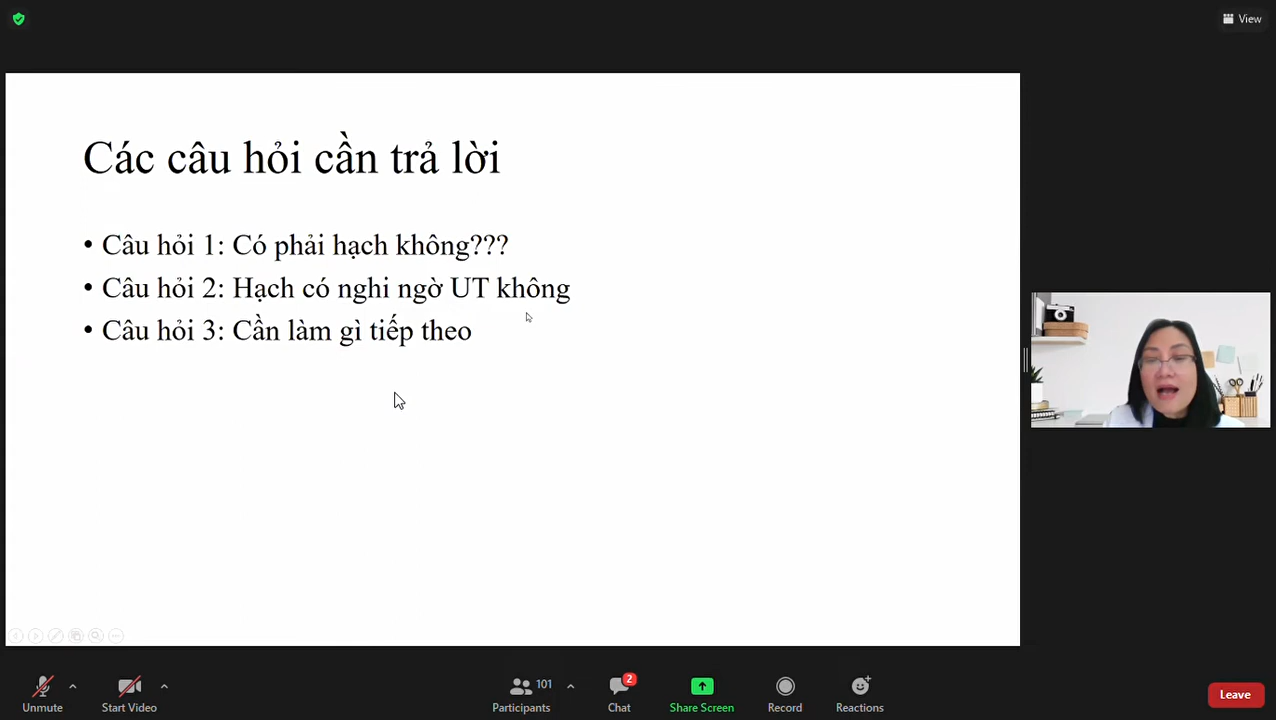 View
Các câu hỏi cần trả lời
• Câu hỏi 1: Có phải hạch không???
• Câu hỏi 2: Hạch có nghi ngờ UT không
• Câu hỏi 3: Cần làm gì tiếp theo
Unmute
Start Video
Participants 101
Chat 2
Share Screen
Record
Reactions
Leave